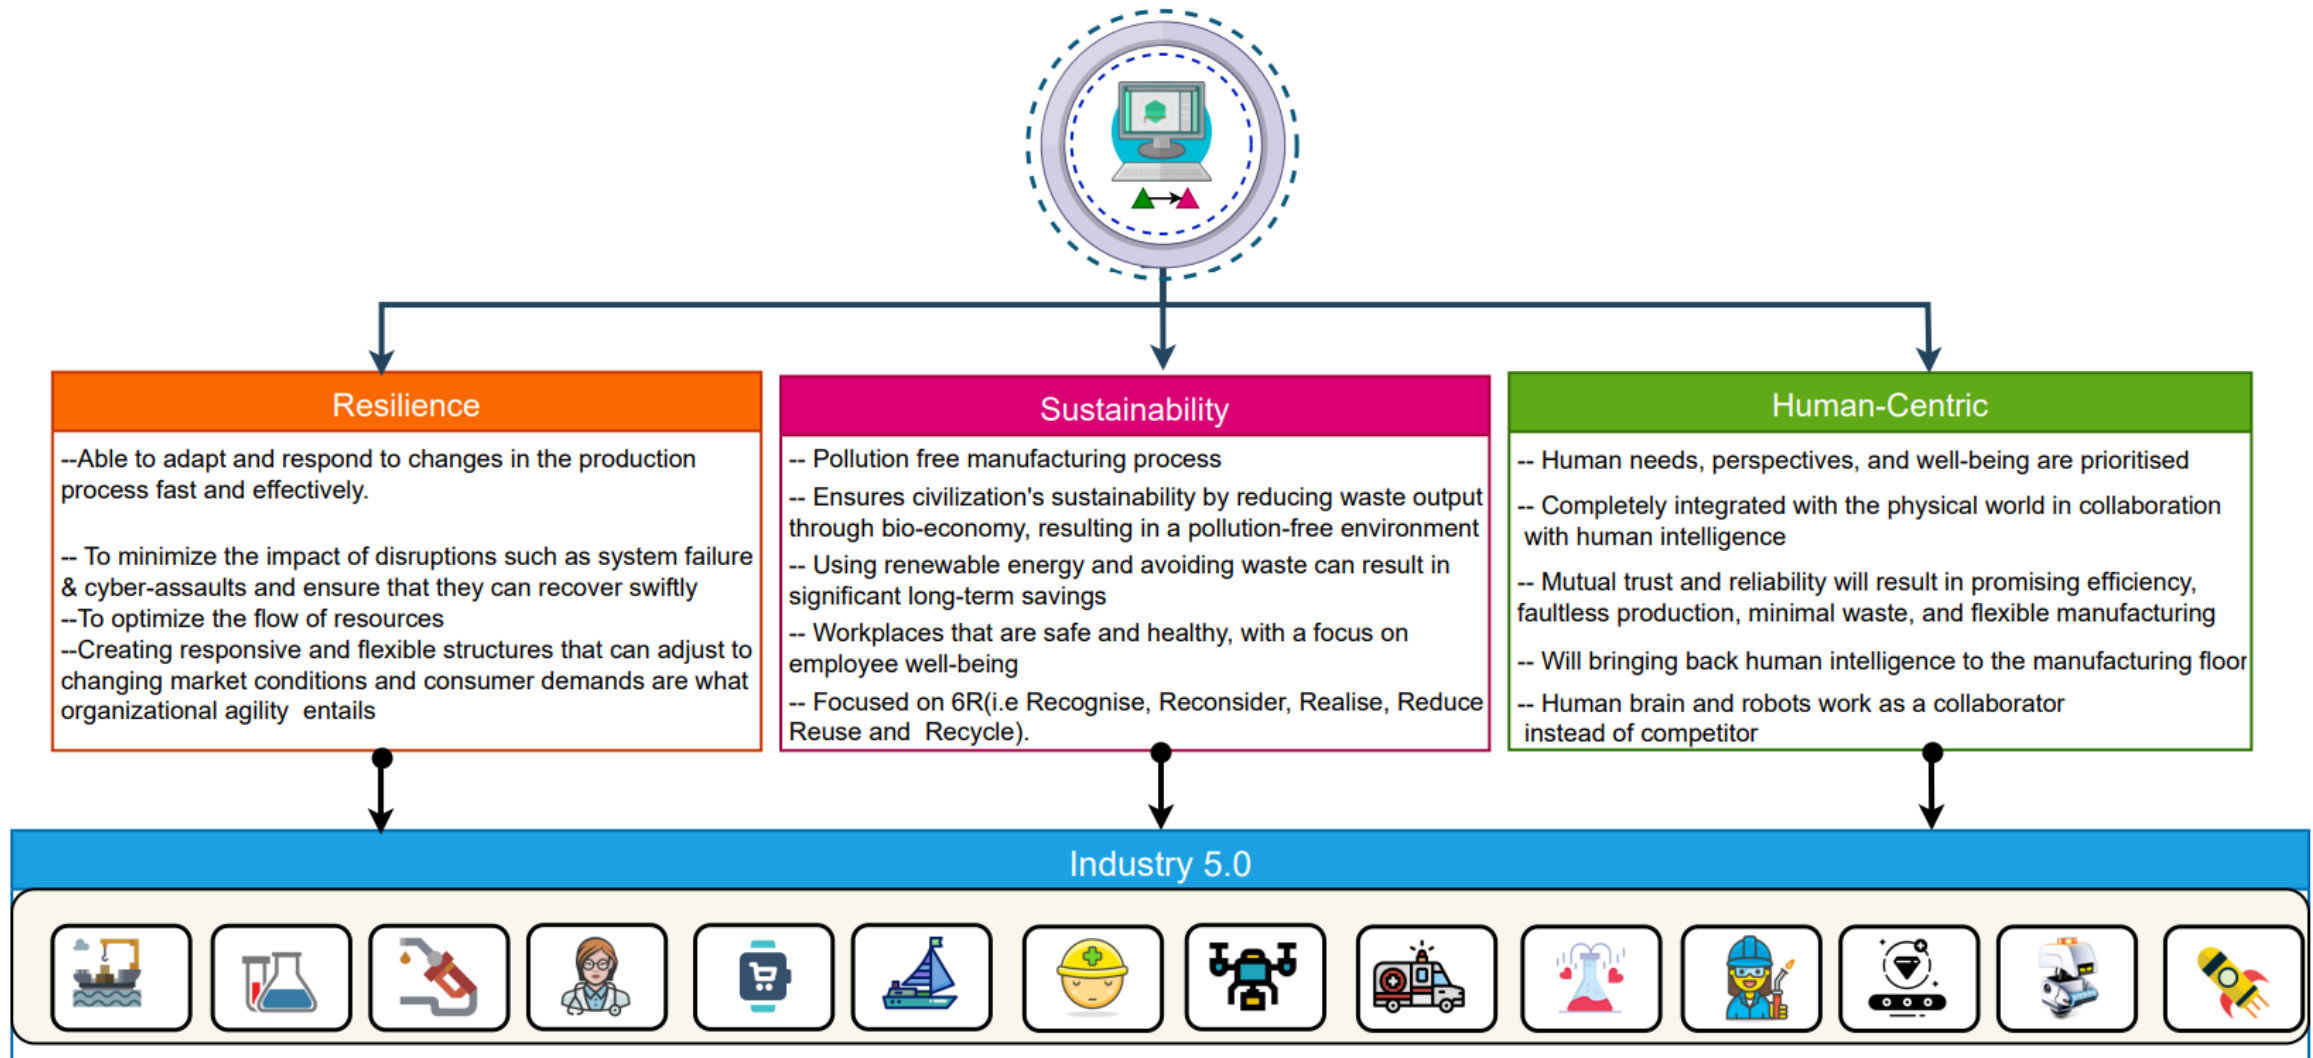 Resilience
--Able to adapt and respond to changes in the production
process fast and effectively.
-- To minimize the impact of disruptions such as system failure
& cyber-assaults and ensure that they can recover swiftly
--To optimize the flow of resources
--Creating responsive and flexible structures that can adjust to
changing market conditions and consumer demands are what
organizational agility  entails
Sustainability
-- Pollution free manufacturing process
-- Ensures civilization's sustainability by reducing waste output
through bio-economy, resulting in a pollution-free environment
-- Using renewable energy and avoiding waste can result in
significant long-term savings
-- Workplaces that are safe and healthy, with a focus on
employee well-being
-- Focused on 6R(i.e Recognise, Reconsider, Realise, Reduce
Reuse and  Recycle).
Human-Centric
-- Human needs, perspectives, and well-being are prioritised
-- Completely integrated with the physical world in collaboration
with human intelligence
-- Mutual trust and reliability will result in promising efficiency,
faultless production, minimal waste, and flexible manufacturing
-- Will bringing back human intelligence to the manufacturing floor
-- Human brain and robots work as a collaborator
instead of competitor
Industry 5.0